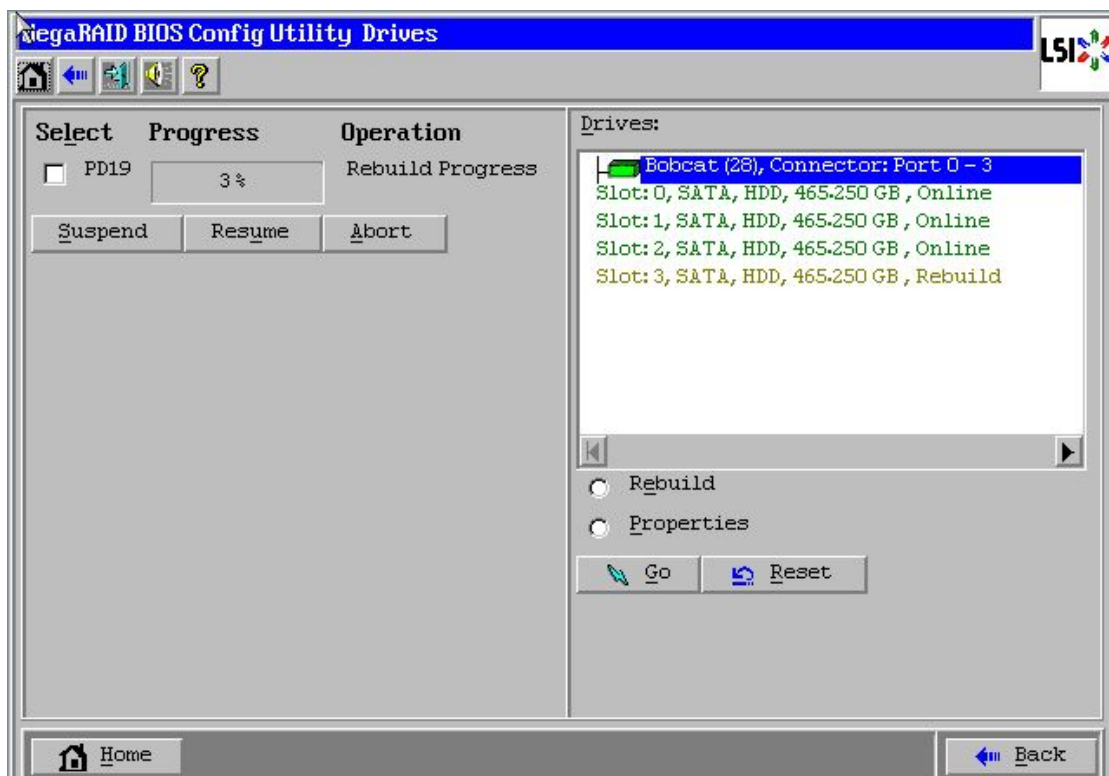 MegaRAID BIOS Config Utility Drives
LSI
Select Progress Operation
PD19 3% Rebuild Progress
Suspend Resume Abort
Drives:
Bobcat (28), Connector: Port 0 - 3
Slot: 0, SATA, HDD, 465.250 GB , Online
Slot: 1, SATA, HDD, 465.250 GB , Online
Slot: 2, SATA, HDD, 465.250 GB , Online
Slot: 3, SATA, HDD, 465.250 GB , Rebuild
Rebuild
Properties
Go Reset
Home Back